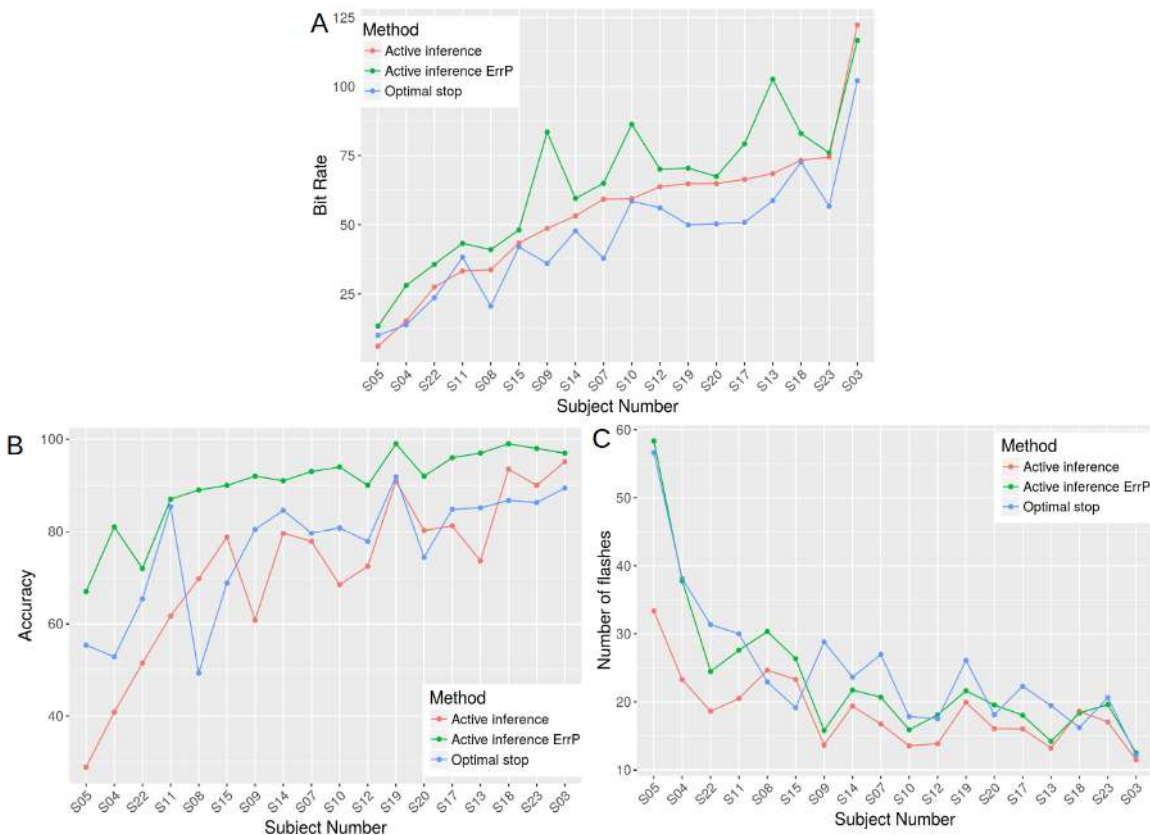 A
125
100
75
50
25
Bit Rate
Method
Active inference
Active inference ErrP
Optimal stop
S05 S04 S22 S11 S08 S15 S09 S14 S07 S10 S12 S19 S20 S17 S13 S18 S23 S03
Subject Number
B
100
80
60
40
Accuracy
Method
Active inference
Active inference ErrP
Optimal stop
S05 S04 S22 S11 S08 S15 S09 S14 S07 S10 S12 S19 S20 S17 S13 S18 S23 S03
Subject Number
C
60
50
40
30
20
10
Number of flashes
Method
Active inference
Active inference ErrP
Optimal stop
S05 S04 S22 S11 S08 S15 S09 S14 S07 S10 S12 S19 S20 S17 S13 S18 S23 S03
Subject Number